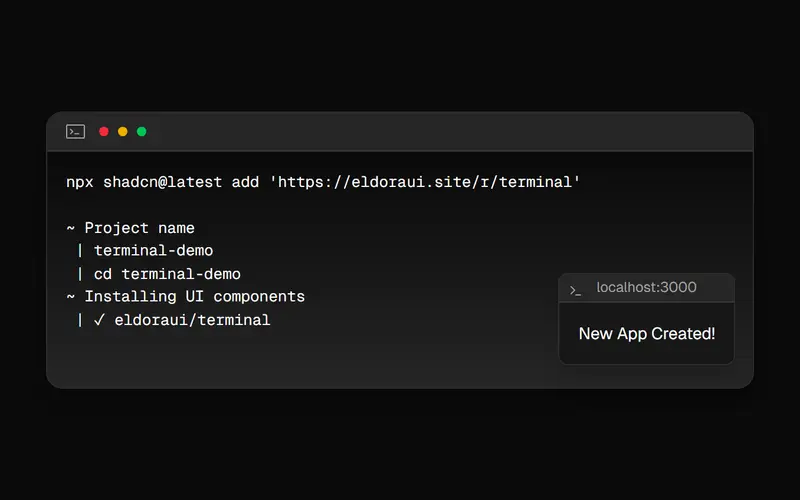 npx shadcn@latest add 'https://eldoraui.site/r/terminal'
~ Project name
| terminal-demo
| cd terminal-demo
~ Installing UI components
| ✓ eldoraui/terminal
>_ localhost:3000
New App Created!